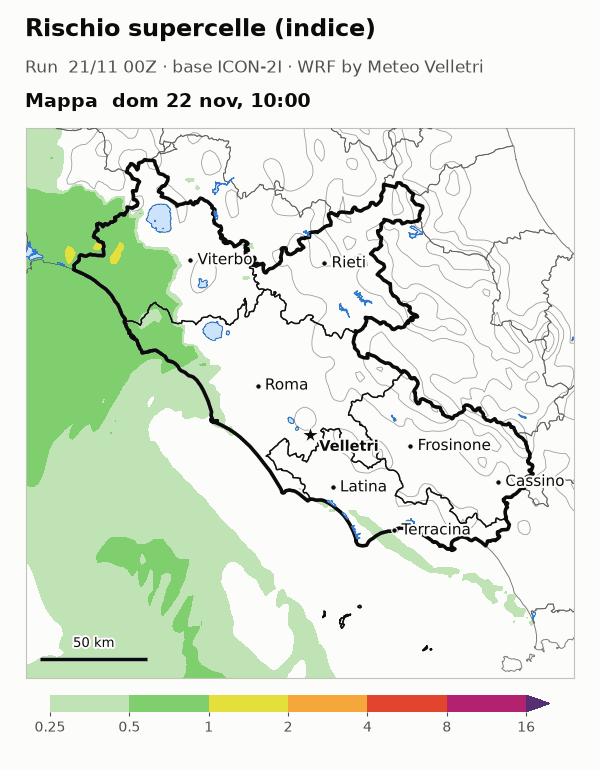 Rischio supercelle (indice)
Run  21/11 00Z · base ICON-2I · WRF by Meteo Velletri
Mappa  dom 22 nov, 10:00
Viterbo
Rieti
Roma
Velletri
Frosinone
Latina
Cassino
Terracina
50 km
0.25 0.5 1 2 4 8 16